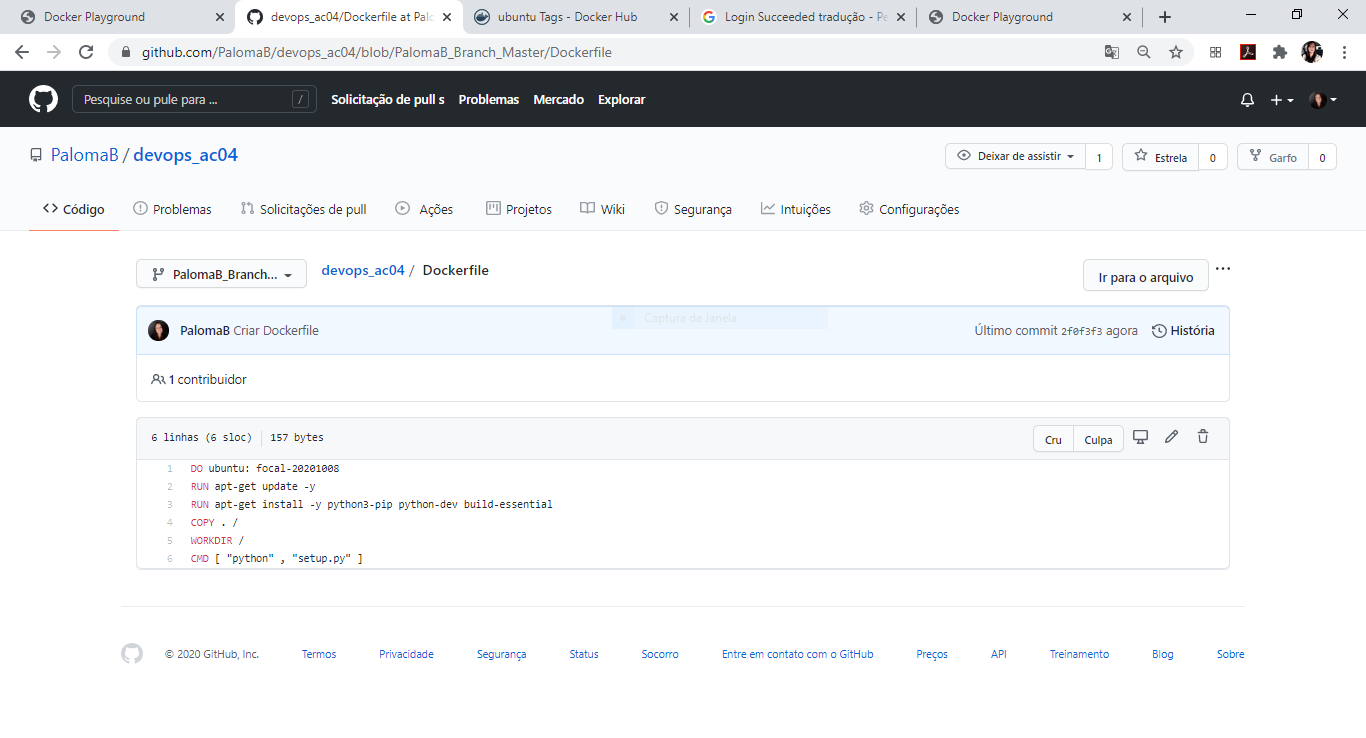 Docker Playground
devops_ac04/Dockerfile at Pal
ubuntu Tags - Docker Hub
Login Succeeded tradução - Pe
Docker Playground
github.com/PalomaB/devops_ac04/blob/PalomaB_Branch_Master/Dockerfile
Pesquise ou pule para ...
/
Solicitação de pull s Problemas Mercado Explorar
PalomaB / devops_ac04
Deixar de assistir 1
Estrela 0
Garfo 0
Código Problemas Solicitações de pull Ações Projetos Wiki Segurança Intuições Configurações
PalomaB_Branch...
devops_ac04 / Dockerfile
Ir para o arquivo
...
Captura de Janela
PalomaB Criar Dockerfile
Último commit 2f0f3f3 agora História
1 contribuidor
6 linhas (6 sloc) 157 bytes
Cru Culpa
1 DO ubuntu: focal-20201008
2 RUN apt-get update -y
3 RUN apt-get install -y python3-pip python-dev build-essential
4 COPY . /
5 WORKDIR /
6 CMD [ "python" , "setup.py" ]
© 2020 GitHub, Inc. Termos Privacidade Segurança Status Socorro Entre em contato com o GitHub Preços API Treinamento Blog Sobre